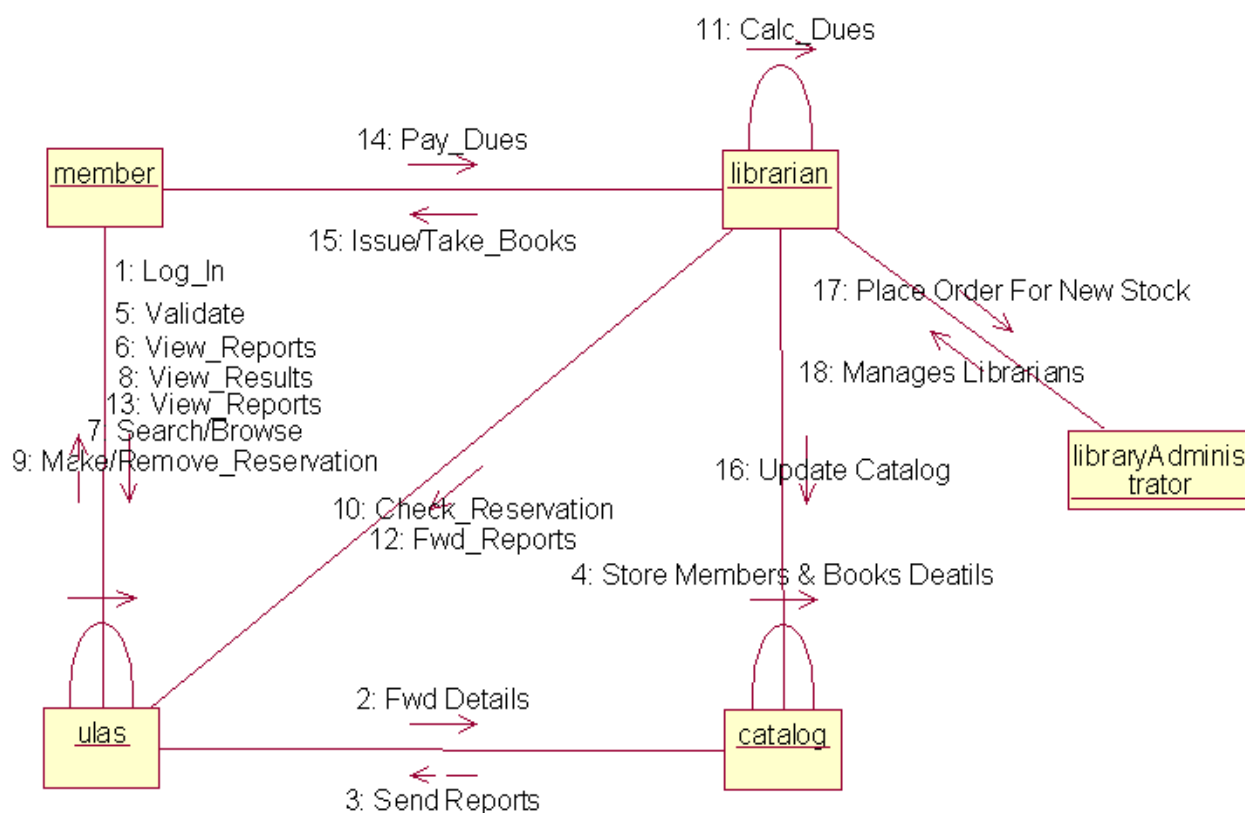 11: Calc_Dues
14: Pay_Dues
member
librarian
15: Issue/Take_Books
1: Log_In
17: Place Order For New Stock
5: Validate
6: View_Reports
8: View_Results
18: Manages Librarians
13: View_Reports
7: Search/Browse
9: Make/Remove_Reservation
16: Update Catalog
libraryAdminis
trator
10: Check_Reservation
12: Fwd_Reports
4: Store Members & Books Deatils
2: Fwd Details
ulas
catalog
3: Send Reports